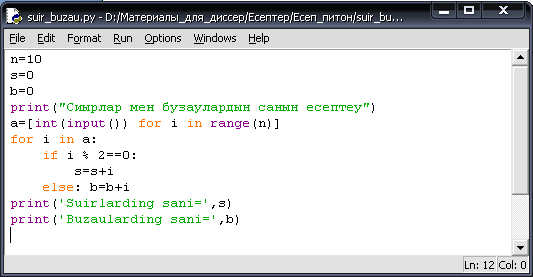 suir_buzau.py - D:/Материалы_для_диссер/Есептер/Есеп_питон/suir_bu...
File Edit Format Run Options Windows Help
n=10
s=0
b=0
print("Сиырлар мен бузаулардын санын есептеу")
a=[int(input()) for i in range(n)]
for i in a:
    if i % 2==0:
        s=s+i
    else: b=b+i
print('Suirlarding sani=',s)
print('Buzaularding sani=',b)
Ln: 12 Col: 0